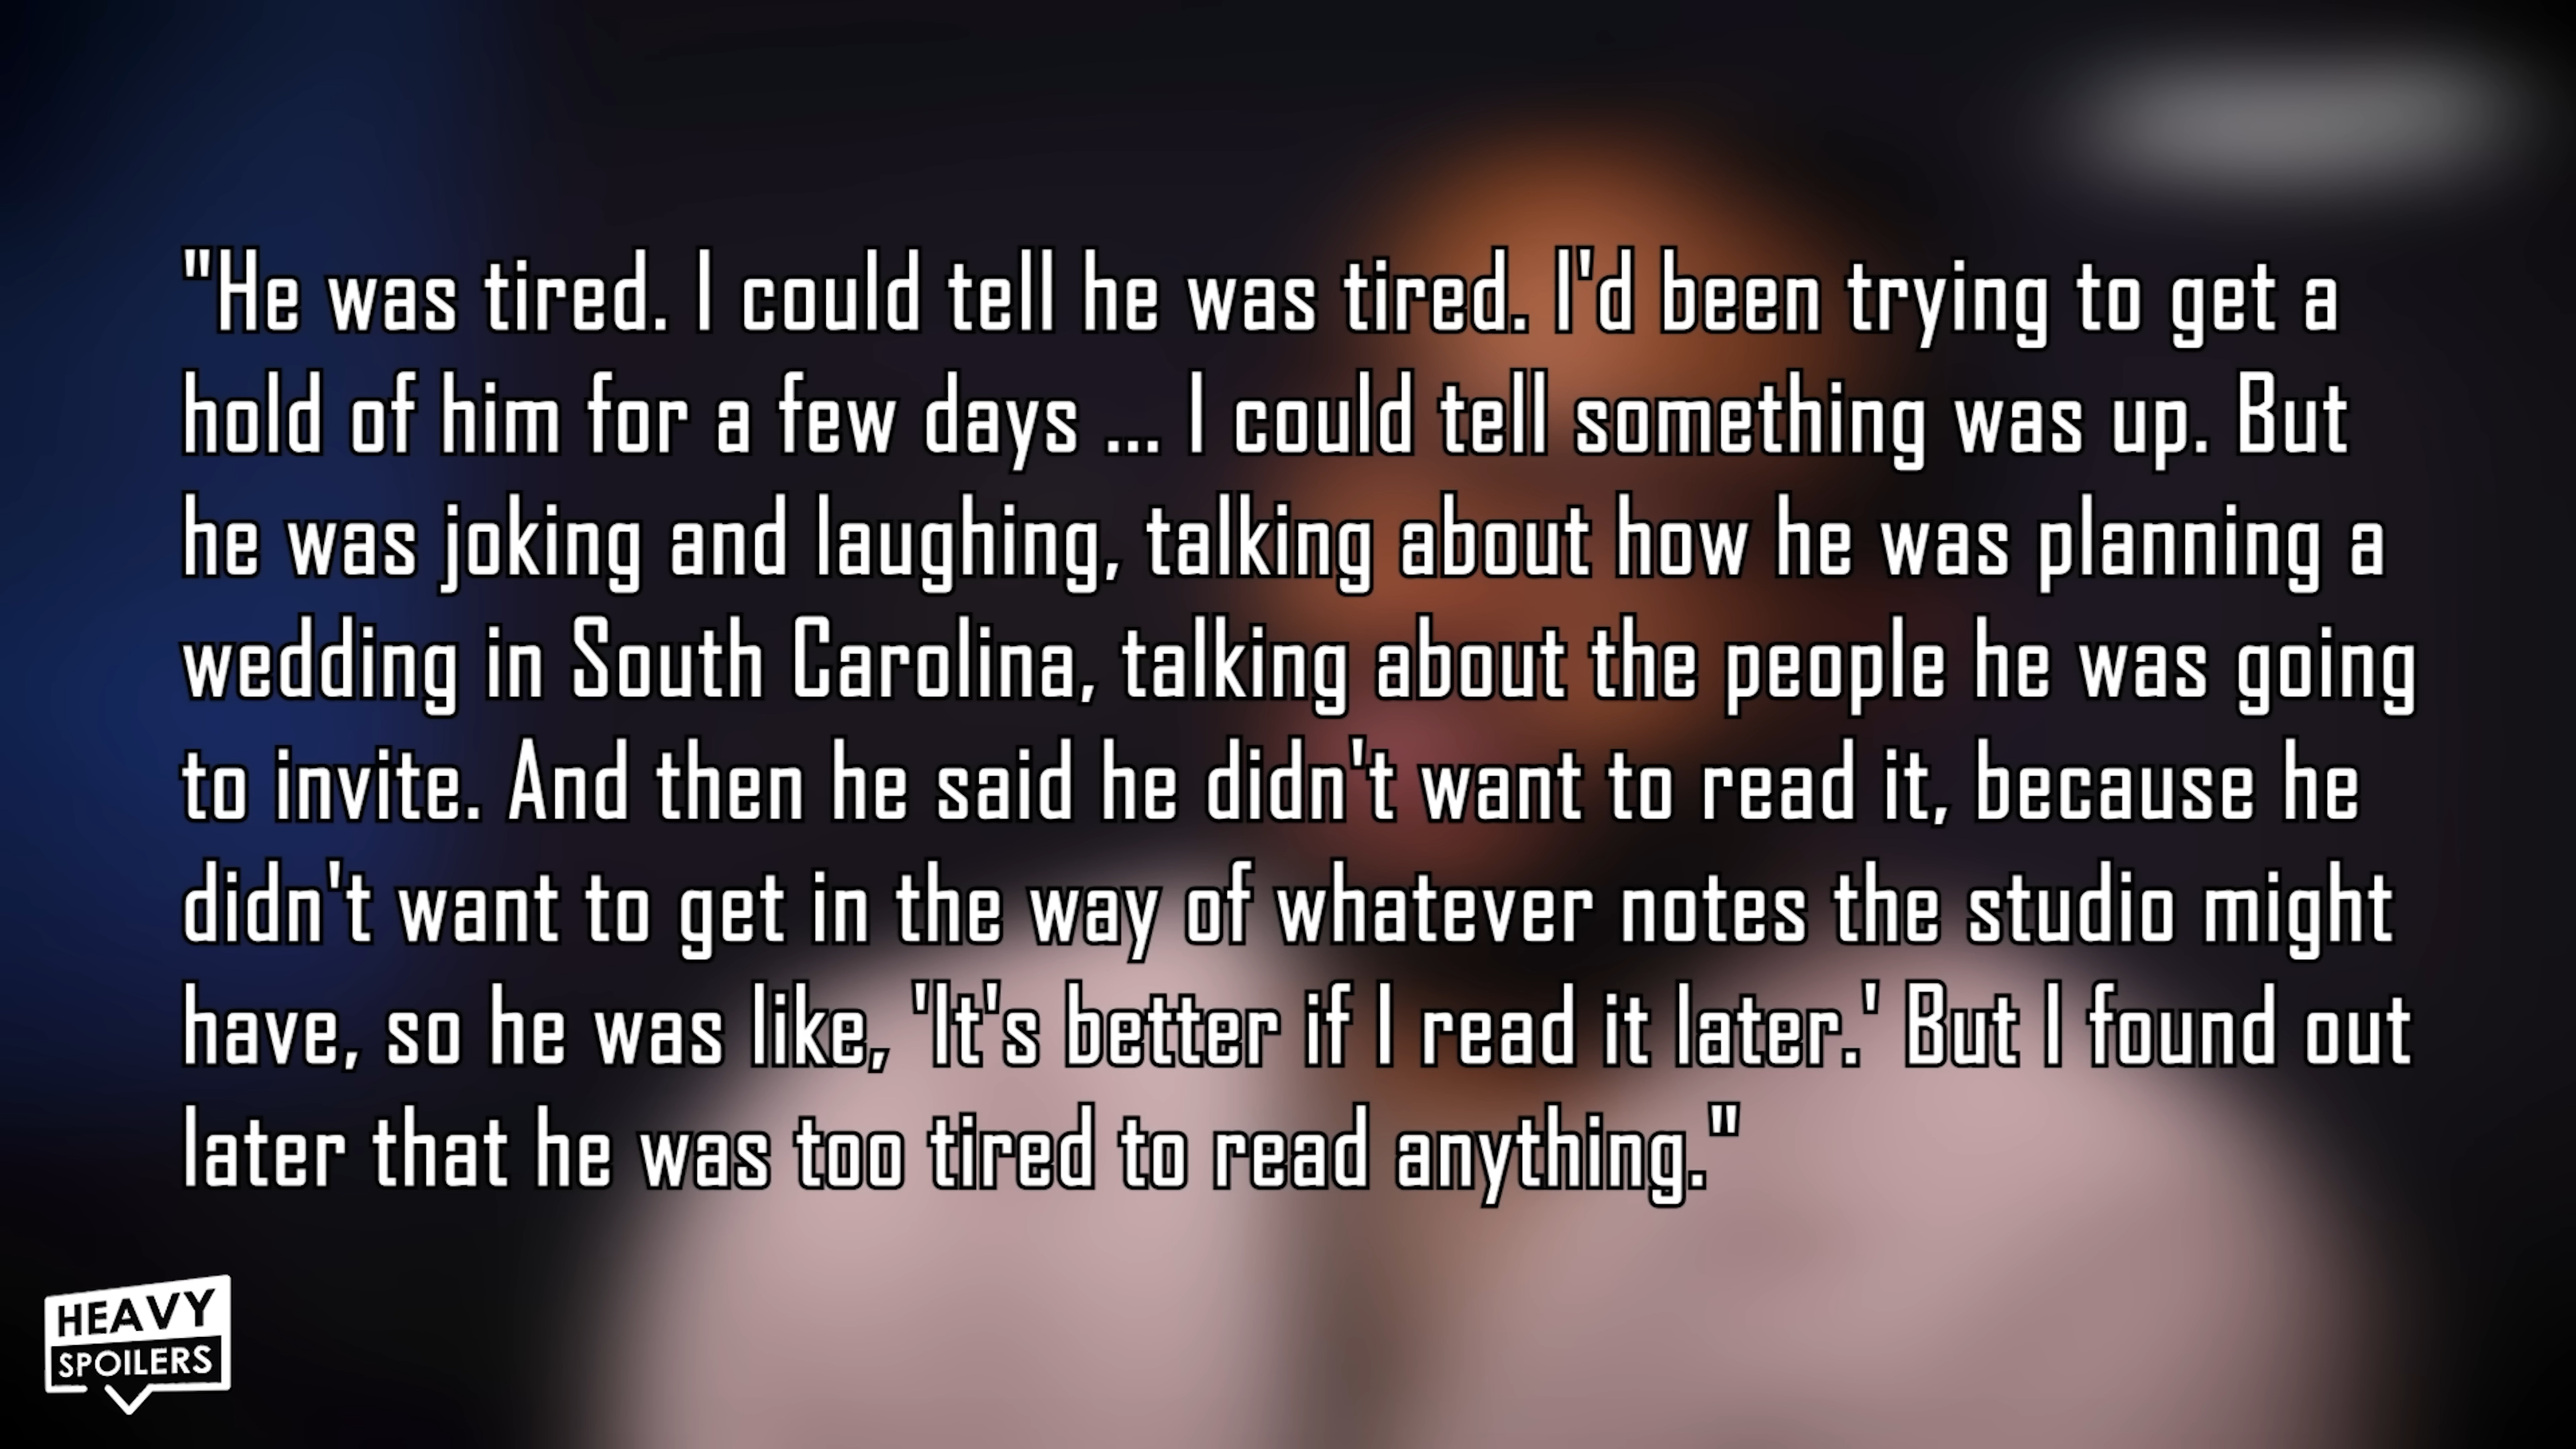 "He was tired. I could tell he was tired. I'd been trying to get a
hold of him for a few days ... I could tell something was up. But
he was joking and laughing, talking about how he was planning a
wedding in South Carolina, talking about the people he was going
to invite. And then he said he didn't want to read it, because he
didn't want to get in the way of whatever notes the studio might
have, so he was like, 'It's better if I read it later.' But I found out
later that he was too tired to read anything."
HEAVY
SPOILERS